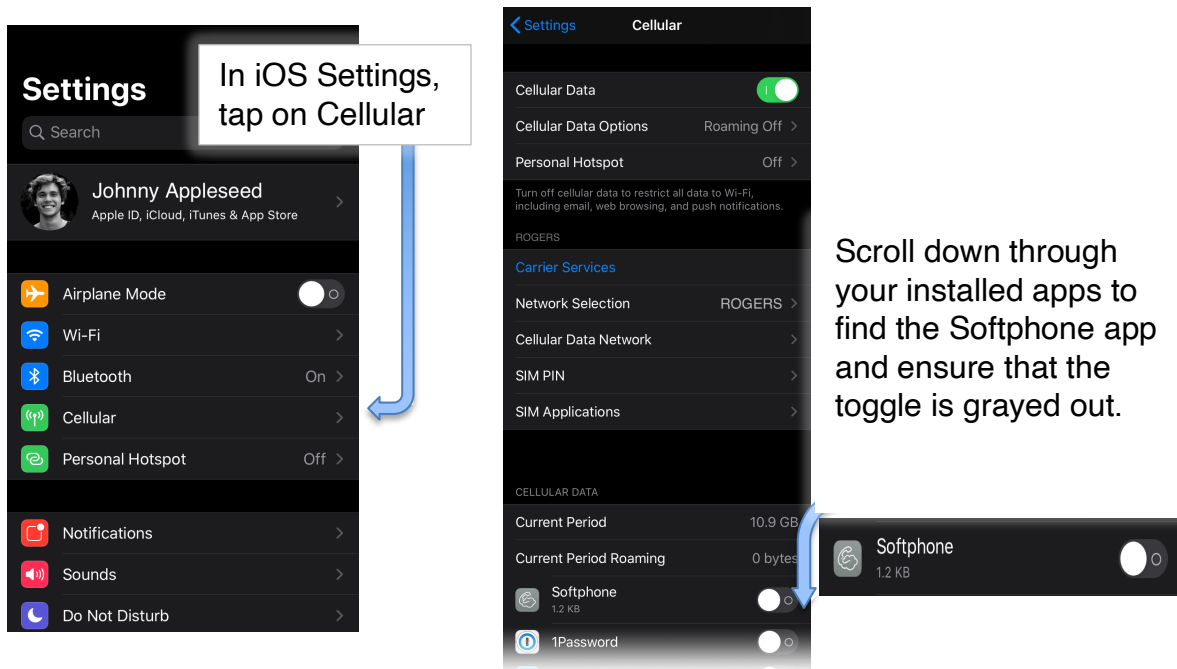 In iOS Settings,
tap on Cellular
Settings
Search
Johnny Appleseed
Apple ID, iCloud, iTunes & App Store
Airplane Mode
Wi-Fi
Bluetooth On
Cellular
Personal Hotspot Off
Notifications
Sounds
Do Not Disturb
Settings Cellular
Cellular Data
Cellular Data Options Roaming Off
Personal Hotspot Off
Turn off cellular data to restrict all data to Wi-Fi,
including email, web browsing, and push notifications.
ROGERS
Carrier Services
Network Selection ROGERS
Cellular Data Network
SIM PIN
SIM Applications
CELLULAR DATA
Current Period 10.9 GB
Current Period Roaming 0 bytes
Softphone
1.2 KB
1Password
Scroll down through
your installed apps to
find the Softphone app
and ensure that the
toggle is grayed out.
Softphone
1.2 KB